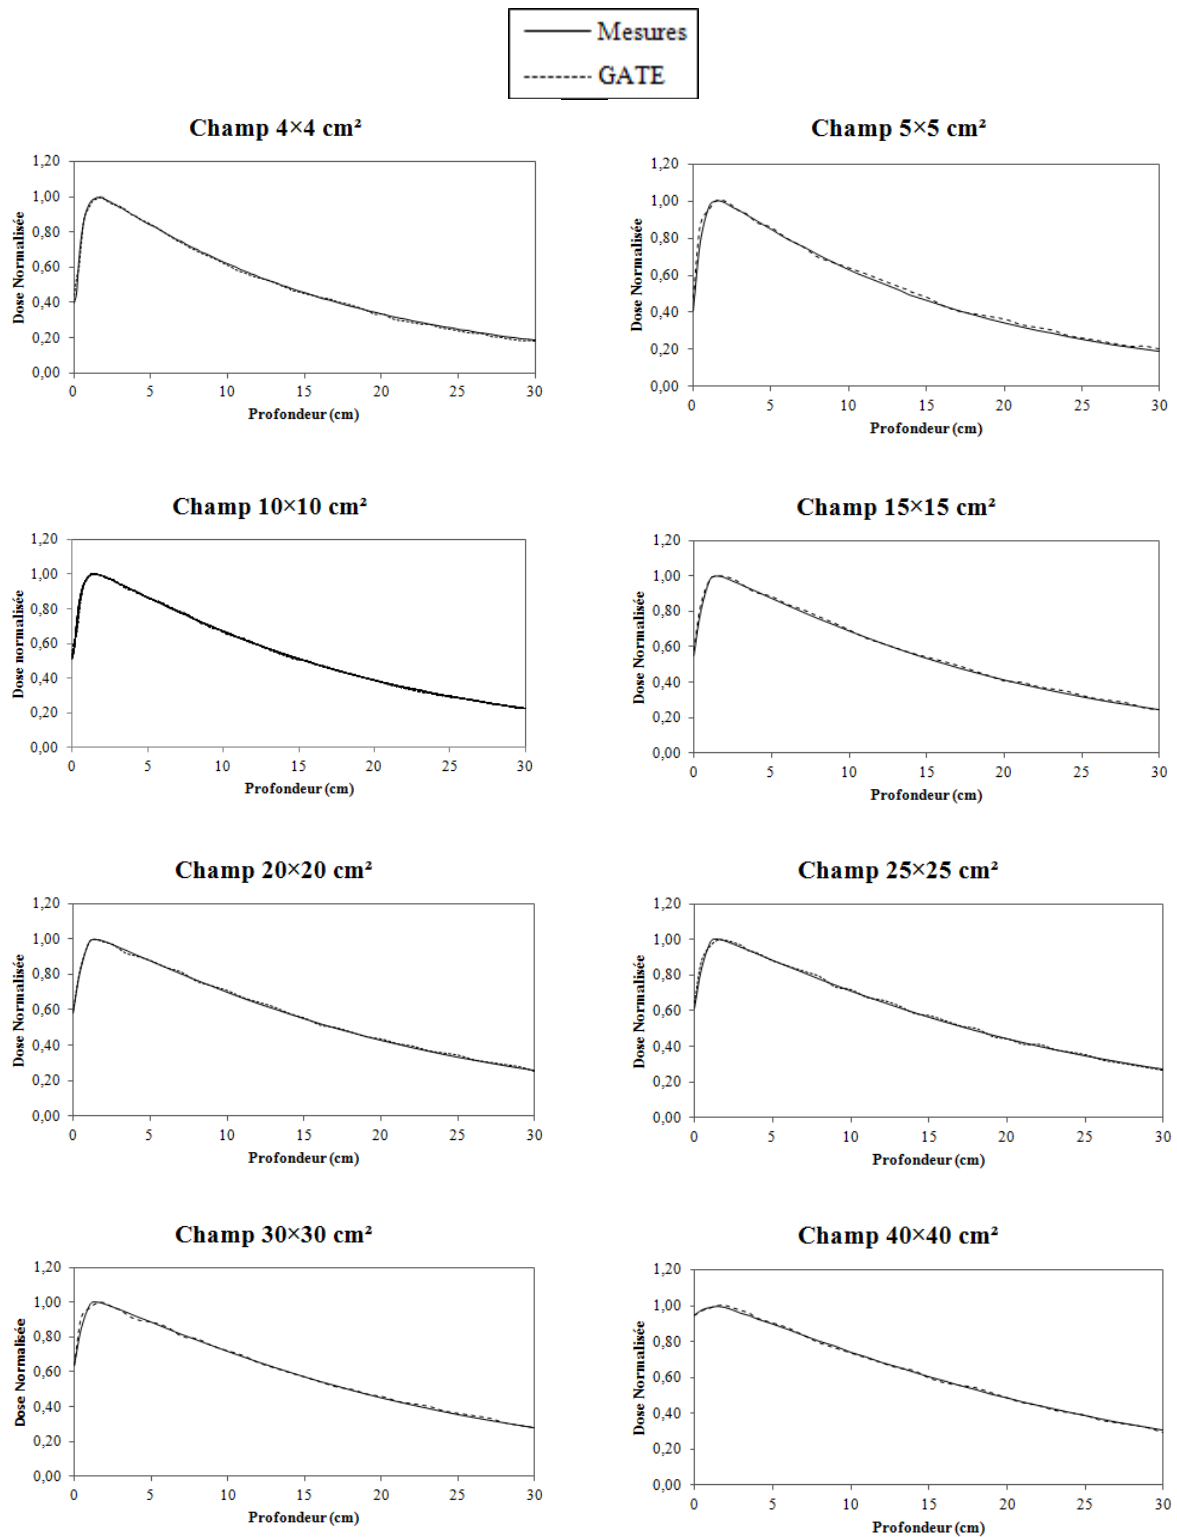 Mesures
GATE
Champ 4×4 cm²
1,20
1,00
0,80
0,60
0,40
0,20
0,00
Dose Normalisée
0 5 10 15 20 25 30
Profondeur (cm)
Champ 5×5 cm²
1,20
1,00
0,80
0,60
0,40
0,20
0,00
Dose Normalisée
0 5 10 15 20 25 30
Profondeur (cm)
Champ 10×10 cm²
1,20
1,00
0,80
0,60
0,40
0,20
0,00
Dose normalisée
0 5 10 15 20 25 30
Profondeur (cm)
Champ 15×15 cm²
1,20
1,00
0,80
0,60
0,40
0,20
0,00
Dose Normalisée
0 5 10 15 20 25 30
Profondeur (cm)
Champ 20×20 cm²
1,20
1,00
0,80
0,60
0,40
0,20
0,00
Dose Normalisée
0 5 10 15 20 25 30
Profondeur (cm)
Champ 25×25 cm²
1,20
1,00
0,80
0,60
0,40
0,20
0,00
Dose Normalisée
0 5 10 15 20 25 30
Profondeur (cm)
Champ 30×30 cm²
1,20
1,00
0,80
0,60
0,40
0,20
0,00
Dose Normalisée
0 5 10 15 20 25 30
Profondeur (cm)
Champ 40×40 cm²
1,20
1,00
0,80
0,60
0,40
0,20
0,00
Dose Normalisée
0 5 10 15 20 25 30
Profondeur (cm)